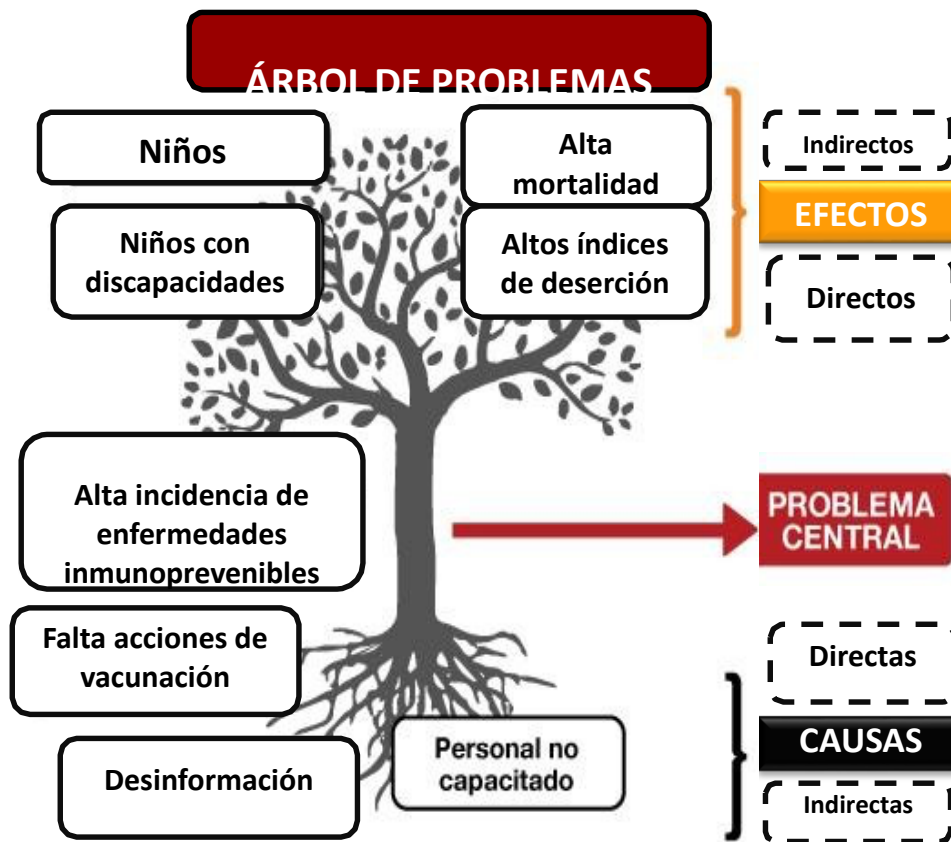 ÁRBOL DE PROBLEMAS
Niños
Alta
mortalidad
Indirectos
EFECTOS
Niños con
discapacidades
Altos índices
de deserción
Directos
Alta incidencia de
enfermedades
inmunoprevenibles
PROBLEMA
CENTRAL
Falta acciones de
vacunación
Directas
CAUSAS
Personal no
capacitado
Desinformación
Indirectas